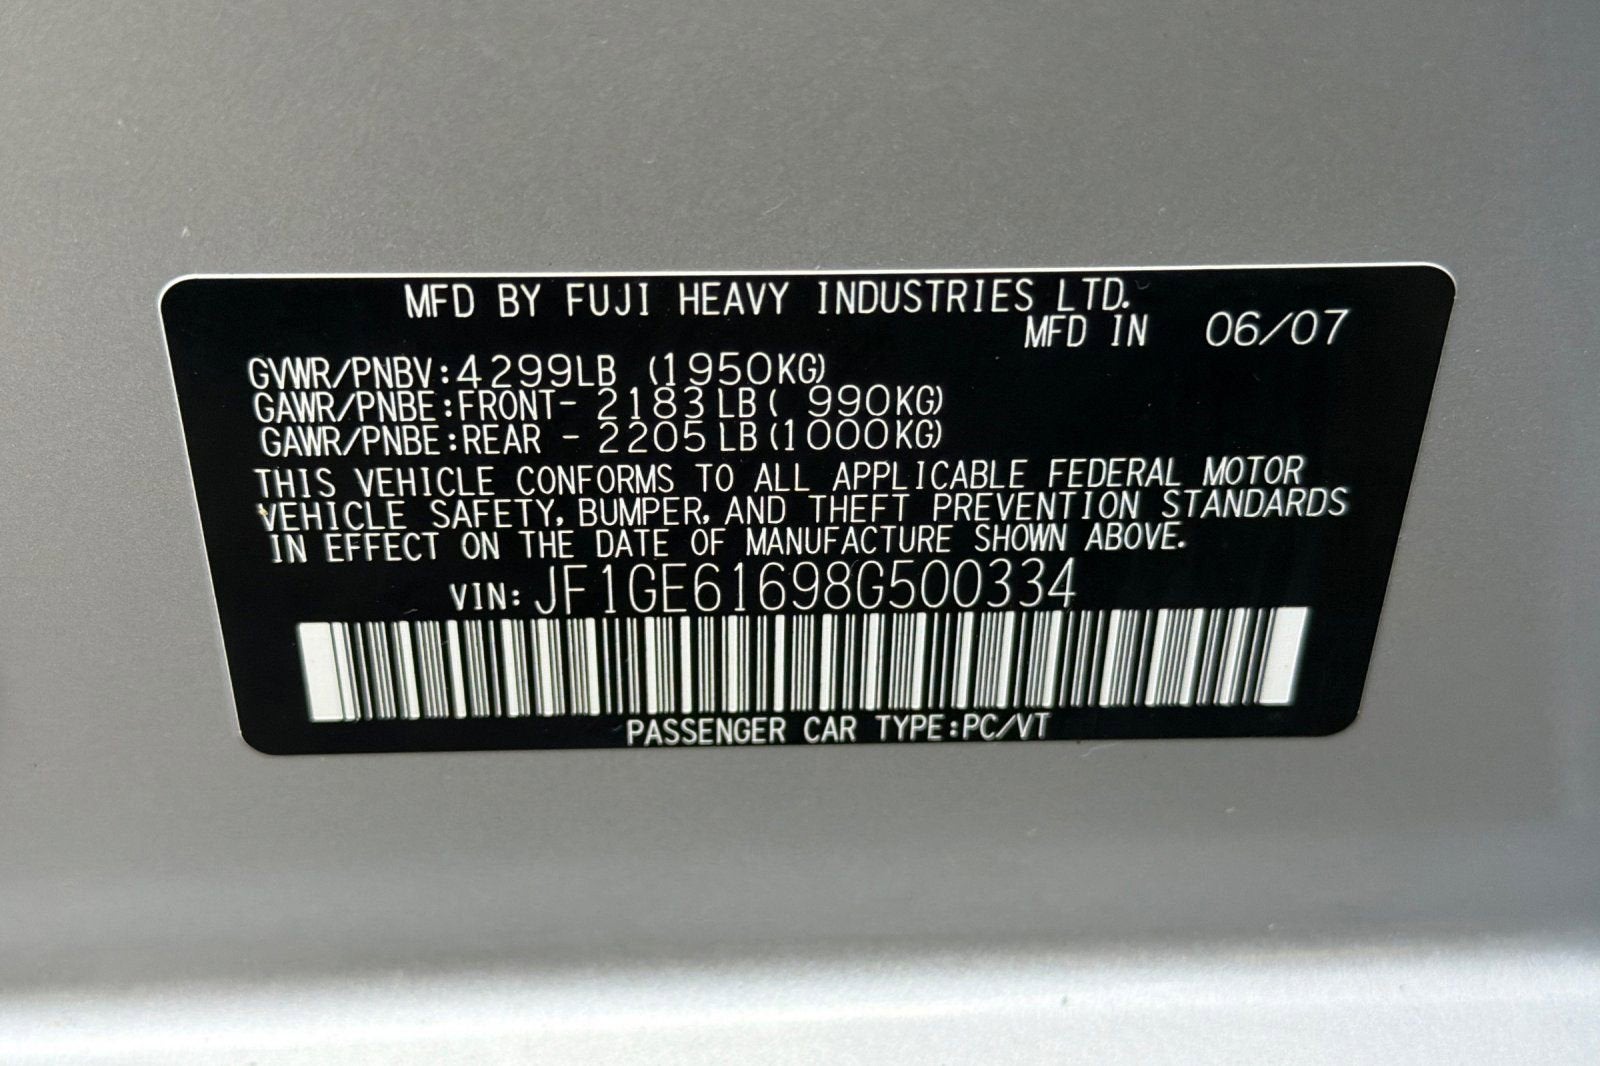 MFD BY FUJI HEAVY INDUSTRIES LTD.
MFD IN 06/07
GVWR/PNBV:4299LB (1950KG)
GAWR/PNBE:FRONT- 2183LB( 990KG)
GAWR/PNBE:REAR - 2205LB(1000KG)
THIS VEHICLE CONFORMS TO ALL APPLICABLE FEDERAL MOTOR
VEHICLE SAFETY, BUMPER, AND THEFT PREVENTION STANDARDS
IN EFFECT ON THE DATE OF MANUFACTURE SHOWN ABOVE.
VIN: JF1GE61698G500334
PASSENGER CAR TYPE:PC/VT